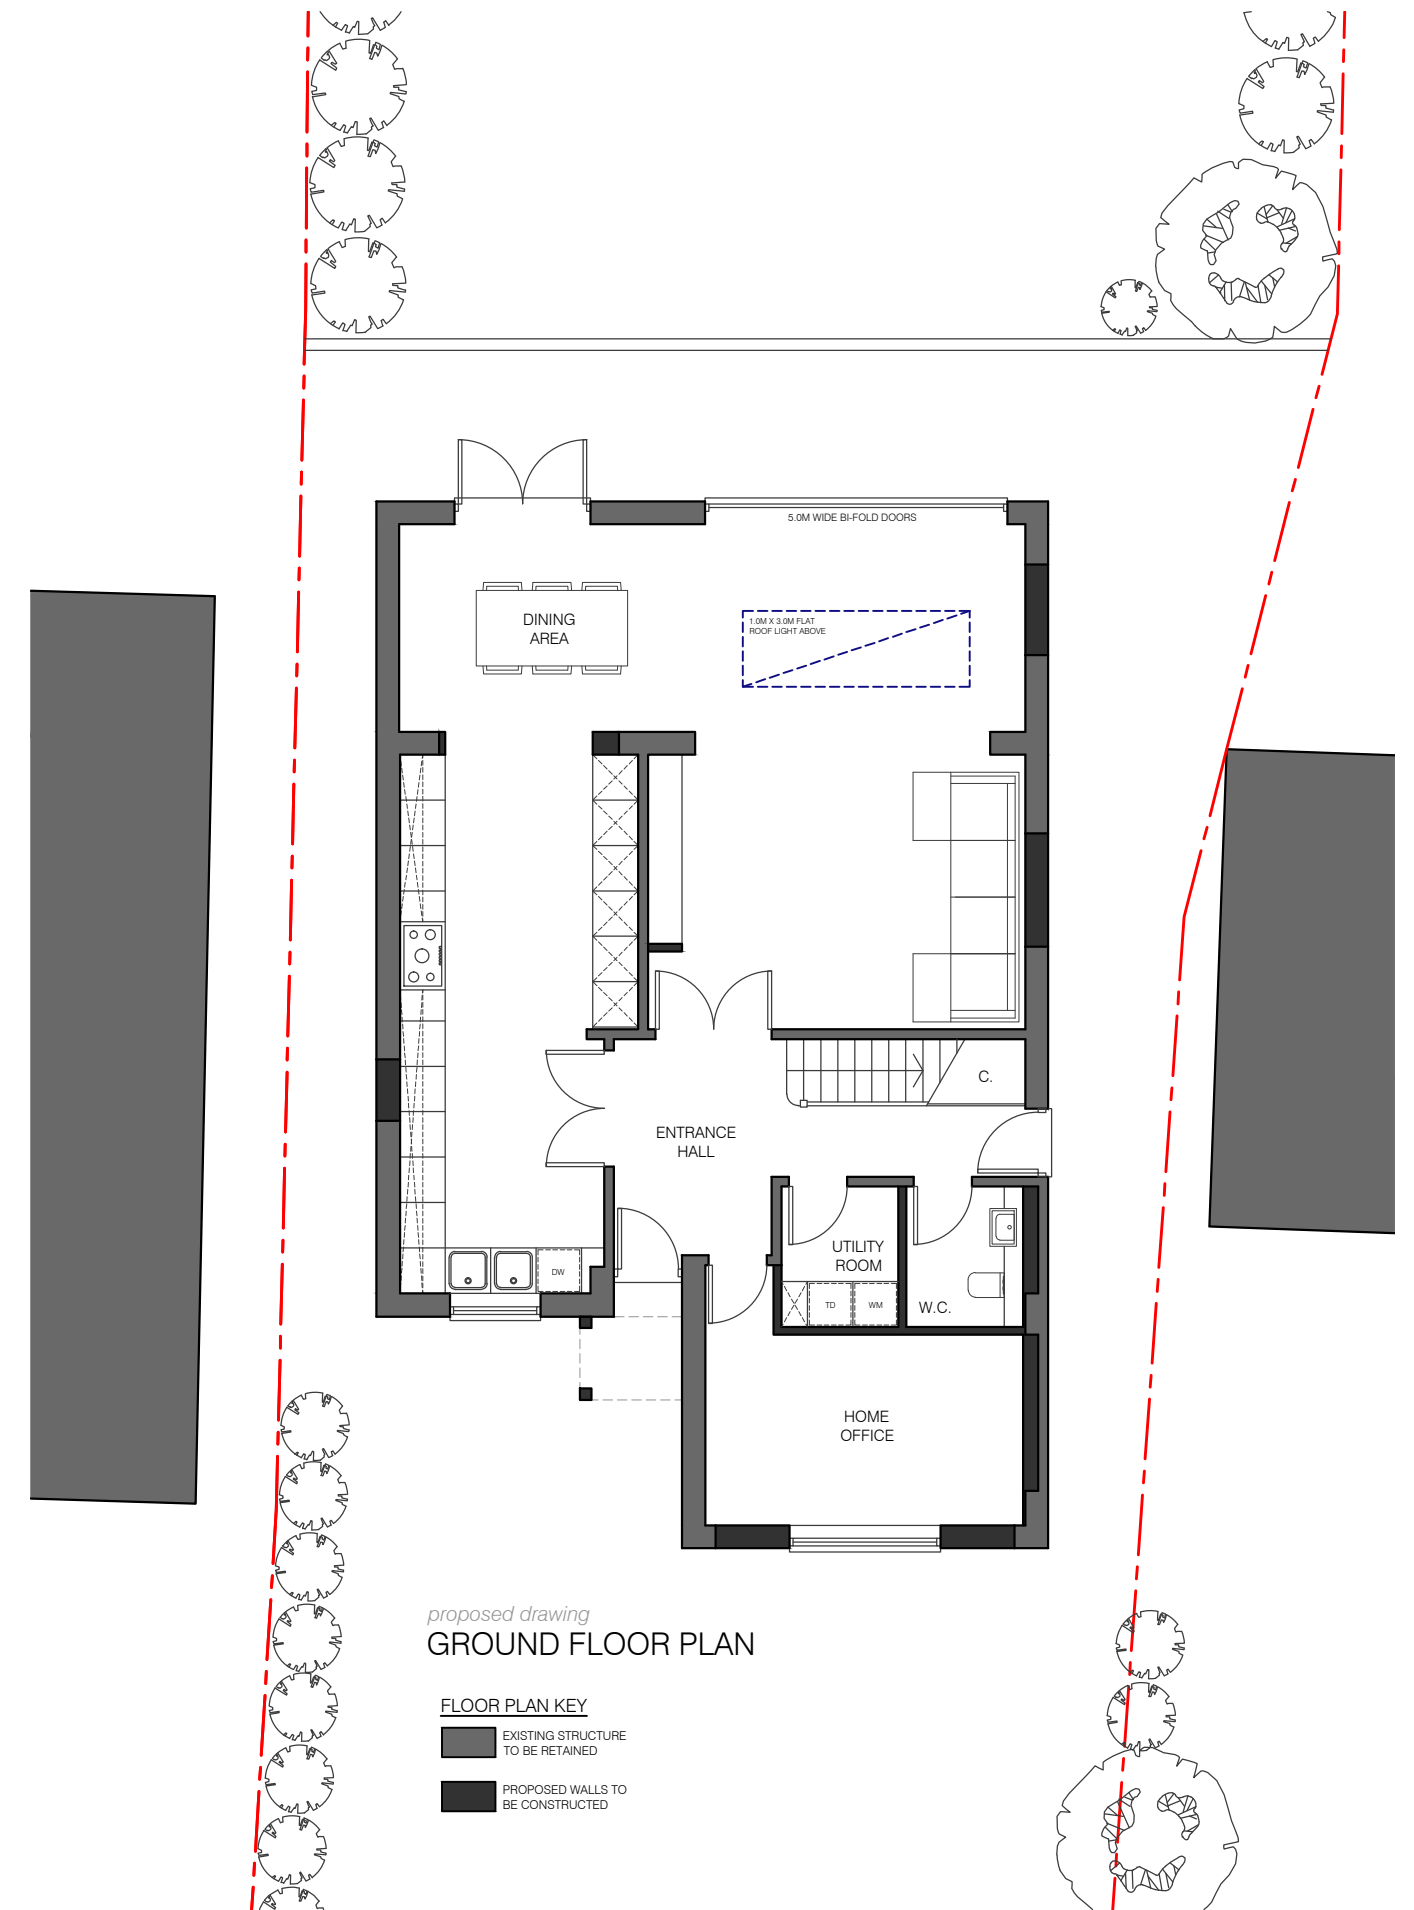 5.0M WIDE BI-FOLD DOORS
DINING
AREA
1.0M X 3.0M FLAT
ROOF LIGHT ABOVE
C.
ENTRANCE
HALL
UTILITY
ROOM
DW
TD
WM
W.C.
HOME
OFFICE
proposed drawing
GROUND FLOOR PLAN
FLOOR PLAN KEY
EXISTING STRUCTURE
TO BE RETAINED
PROPOSED WALLS TO
BE CONSTRUCTED